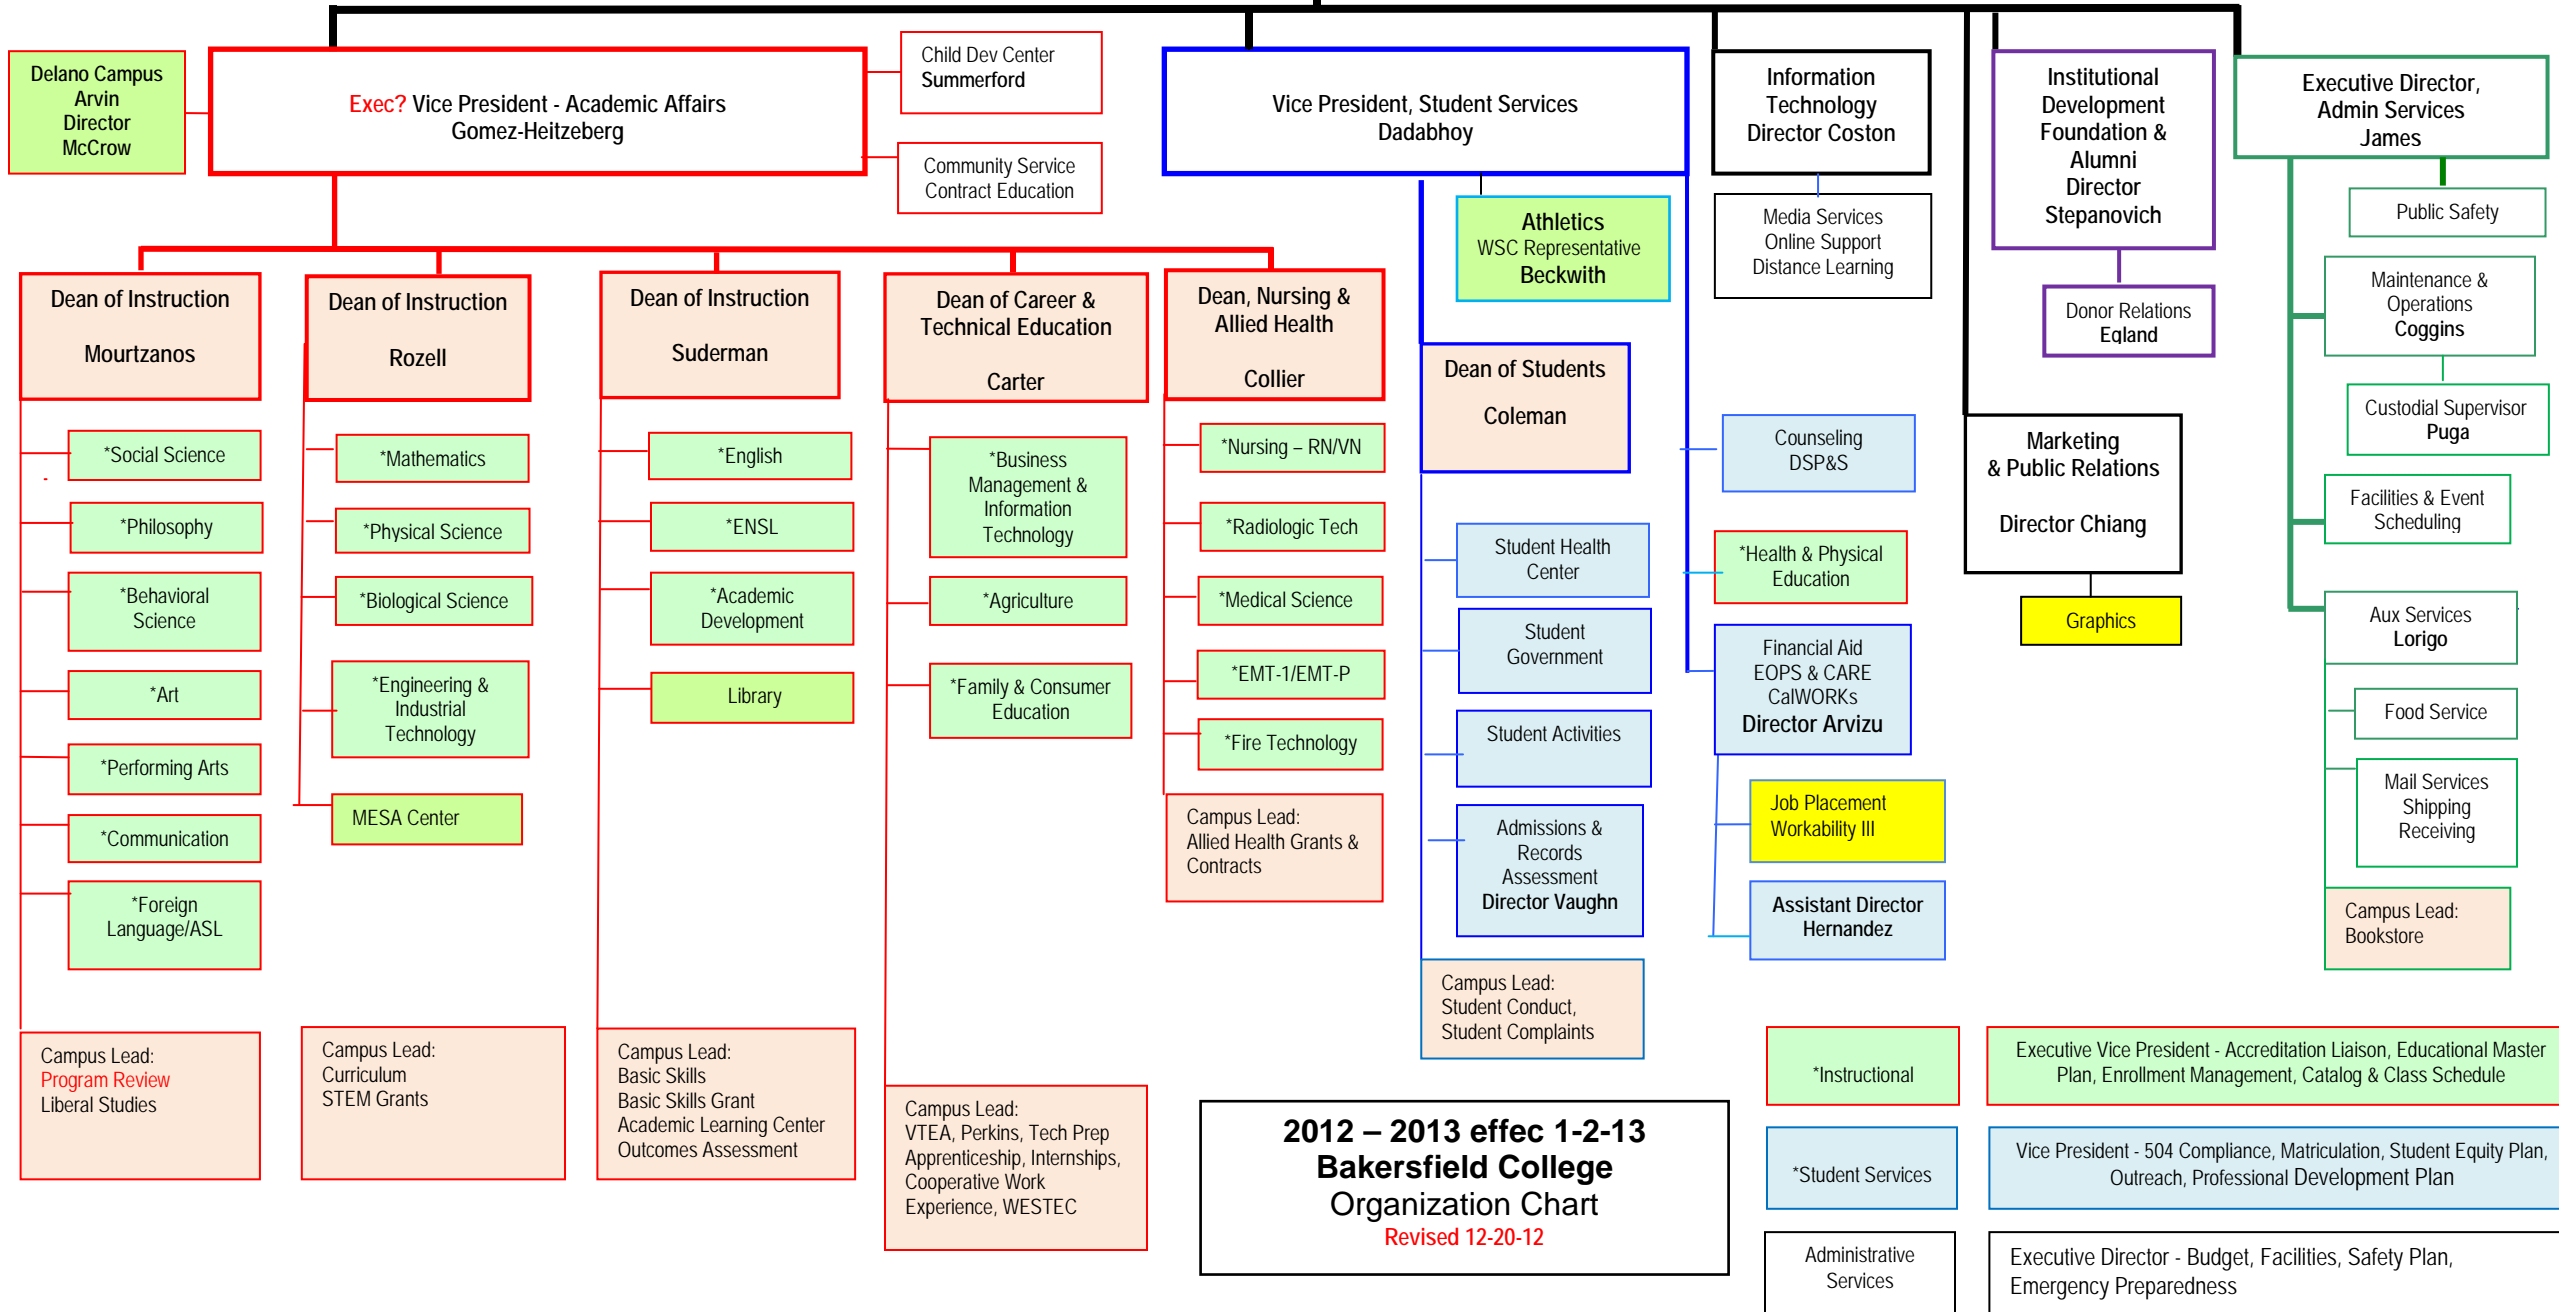 Delano Campus
Arvin
Director
McCrow
Exec? Vice President - Academic Affairs
Gomez-Heitzeberg
Child Dev Center
Summerford
Community Service
Contract Education
Vice President, Student Services
Dadabhoy
Information
Technology
Director Coston
Institutional
Development
Foundation &
Alumni
Director
Stepanovich
Executive Director,
Admin Services
James
Athletics
WSC Representative
Beckwith
Media Services
Online Support
Distance Learning
Donor Relations
Egland
Public Safety
Maintenance &
Operations
Coggins
Custodial Supervisor
Puga
Facilities & Event
Scheduling
Aux Services
Lorigo
Food Service
Mail Services
Shipping
Receiving
Campus Lead:
Bookstore
Dean of Instruction
Mourtzanos
*Social Science
*Philosophy
*Behavioral
Science
*Art
*Performing Arts
*Communication
*Foreign
Language/ASL
Campus Lead:
Program Review
Liberal Studies
Dean of Instruction
Rozell
*Mathematics
*Physical Science
*Biological Science
*Engineering &
Industrial
Technology
MESA Center
Campus Lead:
Curriculum
STEM Grants
Dean of Instruction
Suderman
*English
*ENSL
*Academic
Development
Library
Campus Lead:
Basic Skills
Basic Skills Grant
Academic Learning Center
Outcomes Assessment
Dean of Career &
Technical Education
Carter
*Business
Management &
Information
Technology
*Agriculture
*Family & Consumer
Education
Campus Lead:
VTEA, Perkins, Tech Prep
Apprenticeship, Internships,
Cooperative Work
Experience, WESTEC
Dean, Nursing &
Allied Health
Collier
*Nursing – RN/VN
*Radiologic Tech
*Medical Science
*EMT-1/EMT-P
*Fire Technology
Campus Lead:
Allied Health Grants &
Contracts
Dean of Students
Coleman
Student Health
Center
Student
Government
Student Activities
Admissions &
Records
Assessment
Director Vaughn
Campus Lead:
Student Conduct,
Student Complaints
Counseling
DSP&S
*Health & Physical
Education
Financial Aid
EOPS & CARE
CalWORKs
Director Arvizu
Job Placement
Workability III
Assistant Director
Hernandez
Marketing
& Public Relations
Director Chiang
Graphics
2012 – 2013 effec 1-2-13
Bakersfield College
Organization Chart
Revised 12-20-12
*Instructional
Executive Vice President - Accreditation Liaison, Educational Master
Plan, Enrollment Management, Catalog & Class Schedule
*Student Services
Vice President - 504 Compliance, Matriculation, Student Equity Plan,
Outreach, Professional Development Plan
Administrative
Services
Executive Director - Budget, Facilities, Safety Plan,
Emergency Preparedness